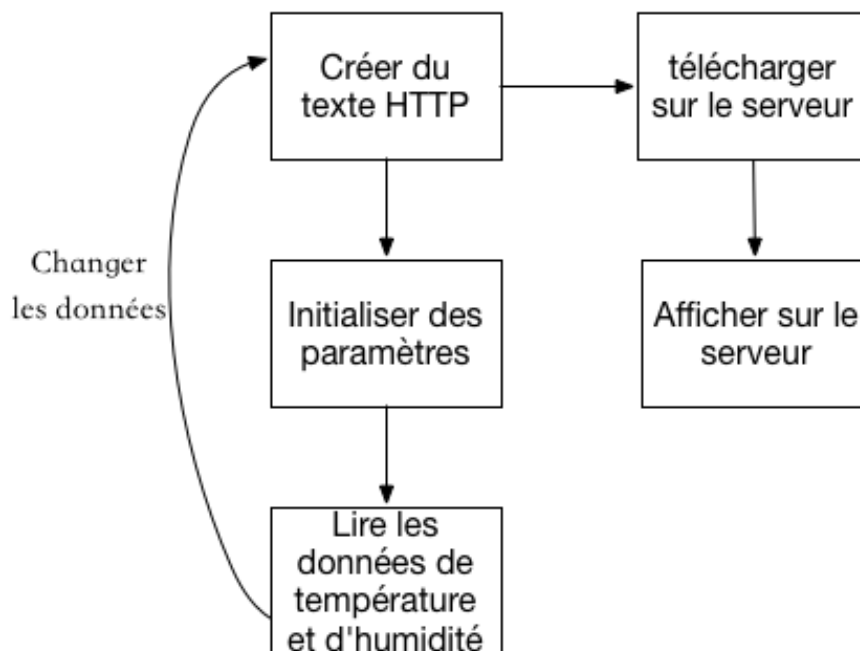 Créer du
texte HTTP
télécharger
sur le serveur
Changer
les données
Initialiser des
paramètres
Afficher sur le
serveur
Lire les
données de
température
et d'humidité